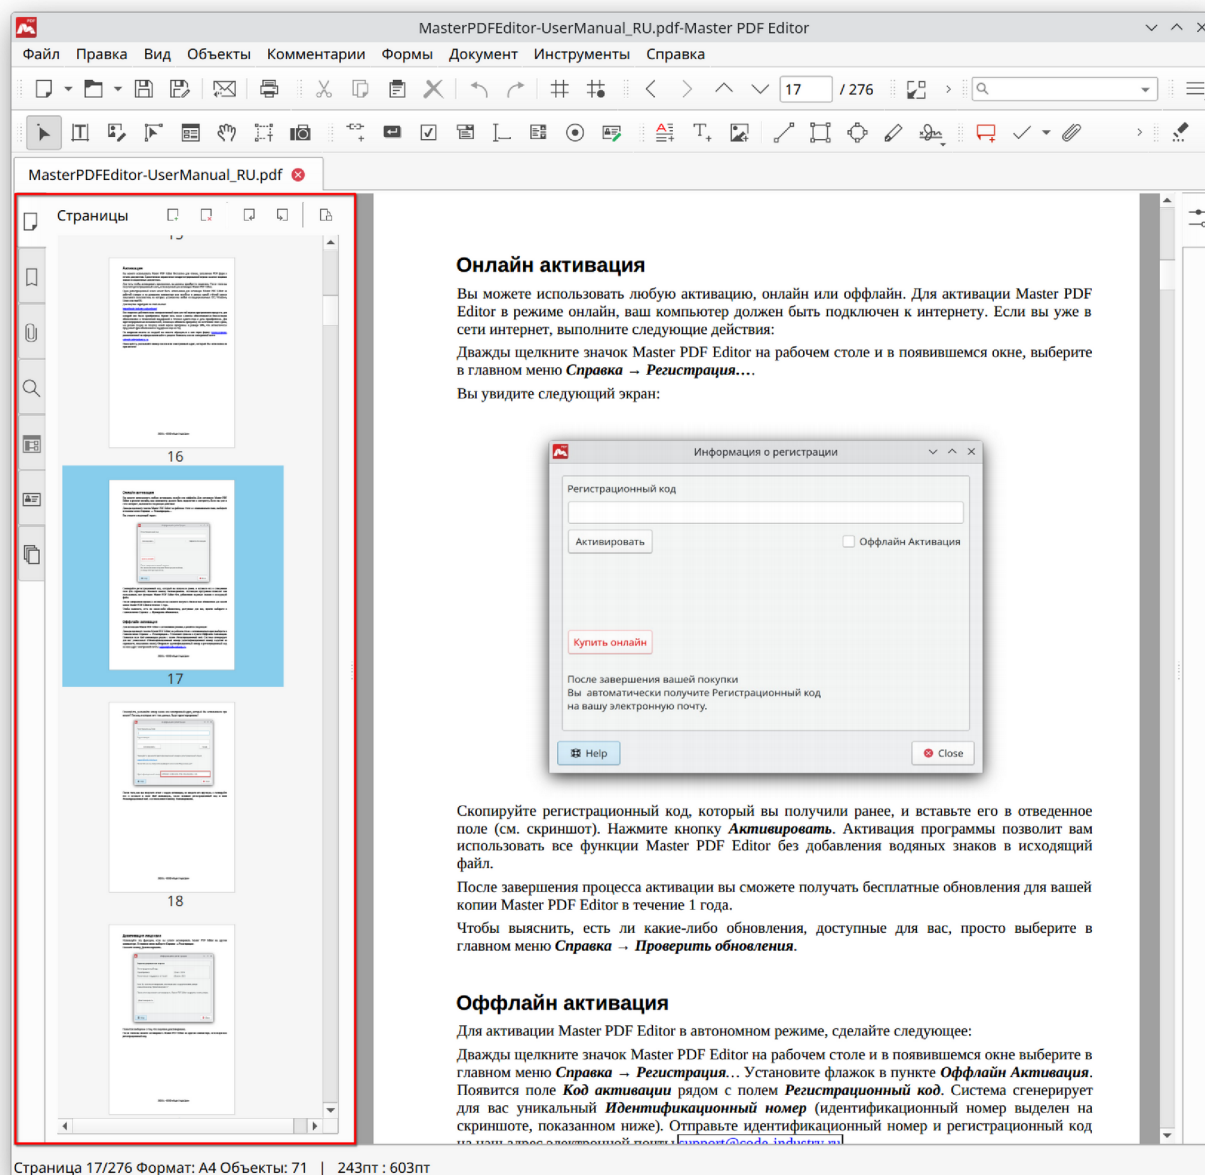 MasterPDFEditor-UserManual_RU.pdf-Master PDF Editor
Файл Правка Вид Объекты Комментарии Формы Документ Инструменты Справка
17 / 276
MasterPDFEditor-UserManual_RU.pdf
Страницы
16
17
18
Онлайн активация
Вы можете использовать любую активацию, онлайн или оффлайн. Для активации Master PDF
Editor в режиме онлайн, ваш компьютер должен быть подключен к интернету. Если вы уже в
сети интернет, выполните следующие действия:
Дважды щелкните значок Master PDF Editor на рабочем столе и в появившемся окне, выберите
в главном меню Справка → Регистрация….
Вы увидите следующий экран:
Информация о регистрации
Регистрационный код
Активировать
Оффлайн Активация
Купить онлайн
После завершения вашей покупки
Вы автоматически получите Регистрационный код
на вашу электронную почту.
Help
Close
Скопируйте регистрационный код, который вы получили ранее, и вставьте его в отведенное
поле (см. скриншот). Нажмите кнопку Активировать. Активация программы позволит вам
использовать все функции Master PDF Editor без добавления водяных знаков в исходящий
файл.
После завершения процесса активации вы сможете получать бесплатные обновления для вашей
копии Master PDF Editor в течение 1 года.
Чтобы выяснить, есть ли какие-либо обновления, доступные для вас, просто выберите в
главном меню Справка → Проверить обновления.
Оффлайн активация
Для активации Master PDF Editor в автономном режиме, сделайте следующее:
Дважды щелкните значок Master PDF Editor на рабочем столе и в появившемся окне выберите в
главном меню Справка → Регистрация… Установите флажок в пункте Оффлайн Активация.
Появится поле Код активации рядом с полем Регистрационный код. Система сгенерирует
для вас уникальный Идентификационный номер (идентификационный номер выделен на
скриншоте, показанном ниже). Отправьте идентификационный номер и регистрационный код
на наш адрес электронной почты support@code-industry.ru
Страница 17/276 Формат: A4 Объекты: 71 | 243пт : 603пт